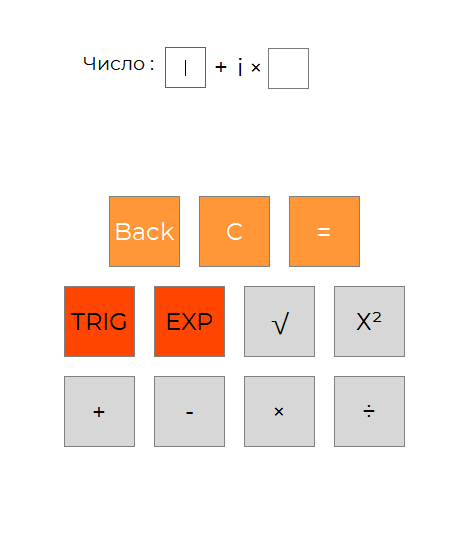 Число : + i ×
Back C =
TRIG EXP √ X²
+ - × ÷